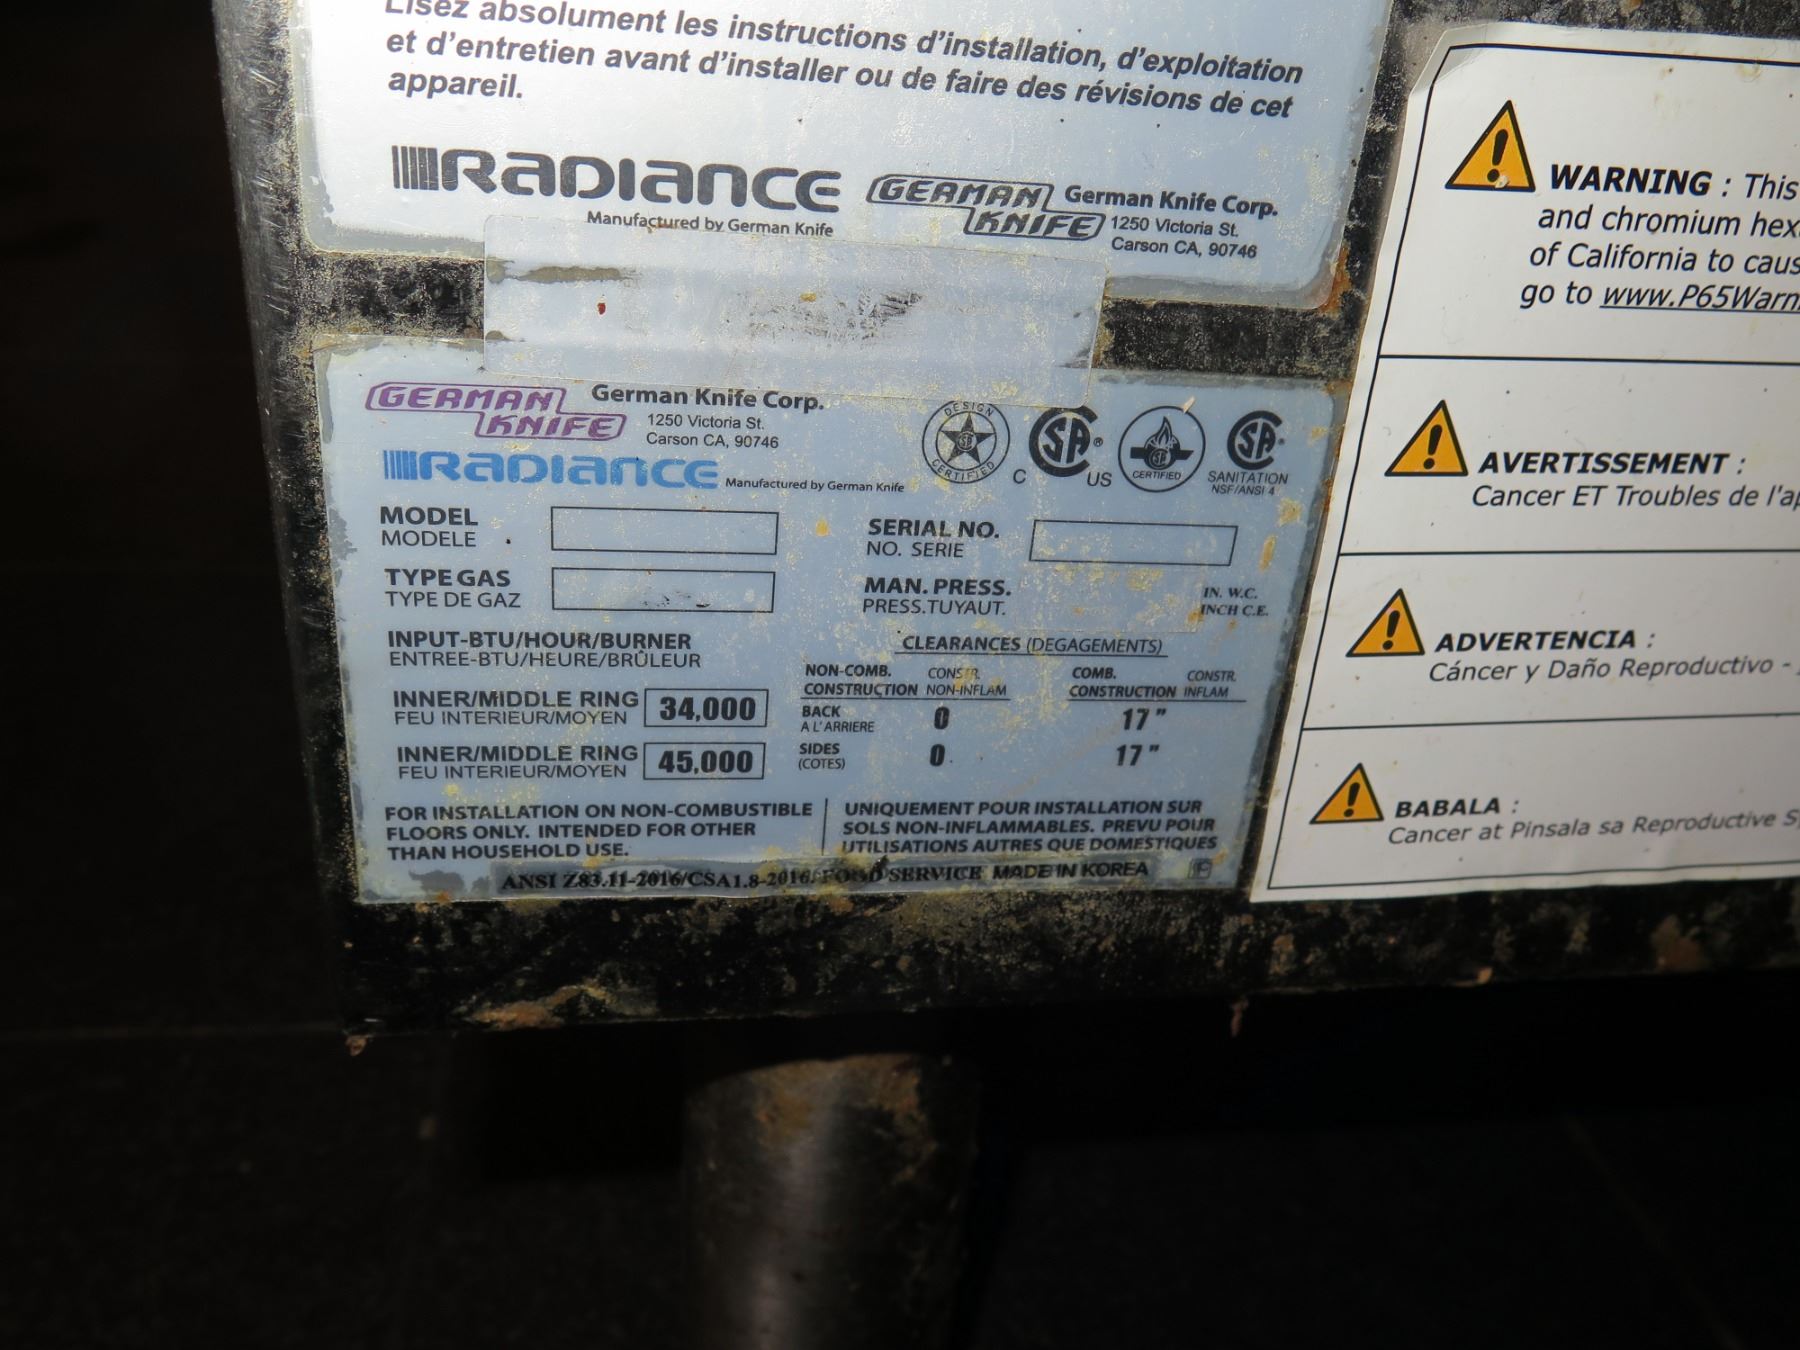 Lisez absolument les instructions d'installation, d'exploitation
et d'entretien avant d'installer ou de faire des révisions de cet
appareil.
RADIANCE
Manufactured by German Knife
GERMAN KNIFE
German Knife Corp.
1250 Victoria St.
Carson CA, 90746
GERMAN KNIFE
German Knife Corp.
1250 Victoria St.
Carson CA, 90746
RADIANCE
Manufactured by German Knife
DESIGN
SA
CERTIFIED
C SA US
SA
CERTIFIED
SA
SANITATION
NSF/ANSI 4
MODEL
MODELE
SERIAL NO.
NO. SERIE
TYPE GAS
TYPE DE GAZ
MAN. PRESS.
PRESS.TUYAUT.
IN. W.C.
INCH C.E.
INPUT-BTU/HOUR/BURNER
ENTREE-BTU/HEURE/BRÛLEUR
INNER/MIDDLE RING 34,000
FEU INTERIEUR/MOYEN
INNER/MIDDLE RING 45,000
FEU INTERIEUR/MOYEN
CLEARANCES (DEGAGEMENTS)
NON-COMB. CONSTR. COMB. CONSTR.
CONSTRUCTION NON-INFLAM CONSTRUCTION INFLAM
BACK 0 17"
A L'ARRIERE
SIDES 0 17"
(COTES)
FOR INSTALLATION ON NON-COMBUSTIBLE
FLOORS ONLY. INTENDED FOR OTHER
THAN HOUSEHOLD USE.
UNIQUEMENT POUR INSTALLATION SUR
SOLS NON-INFLAMMABLES. PREVU POUR
UTILISATIONS AUTRES QUE DOMESTIQUES
ANSI Z83.11-2016/CSA1.8-2016. FOOD SERVICE MADE IN KOREA
WARNING : This
and chromium hex
of California to caus
go to www.P65Warn
AVERTISSEMENT :
Cancer ET Troubles de l'ap
ADVERTENCIA :
Cáncer y Daño Reproductivo -
BABALA :
Cancer at Pinsala sa Reproductive S